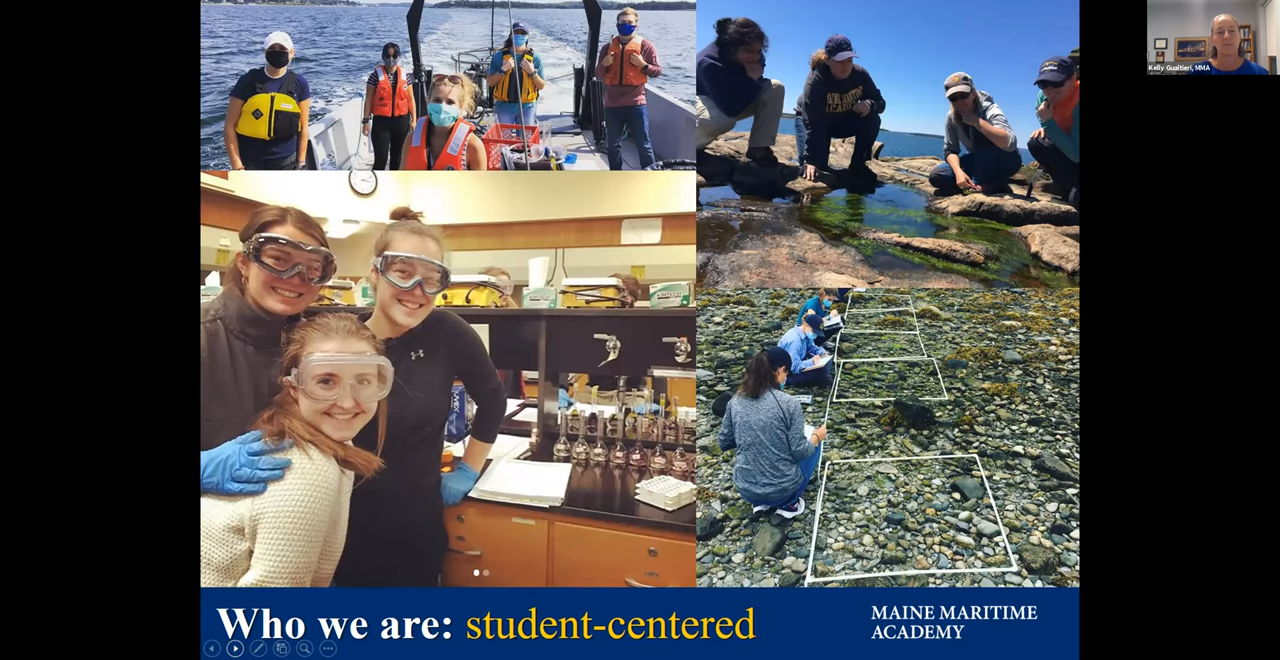 Kelly Gualtieri, MMA
Who we are: student-centered
MAINE MARITIME
ACADEMY